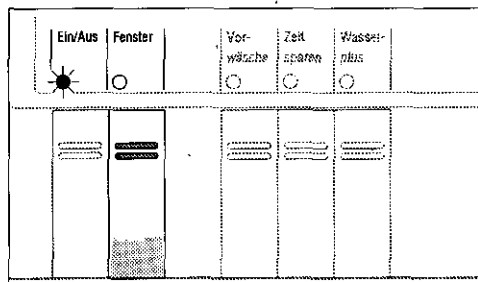 Ein/Aus Fenster Vor- Zeit Wasser-
wäsche sparen plus